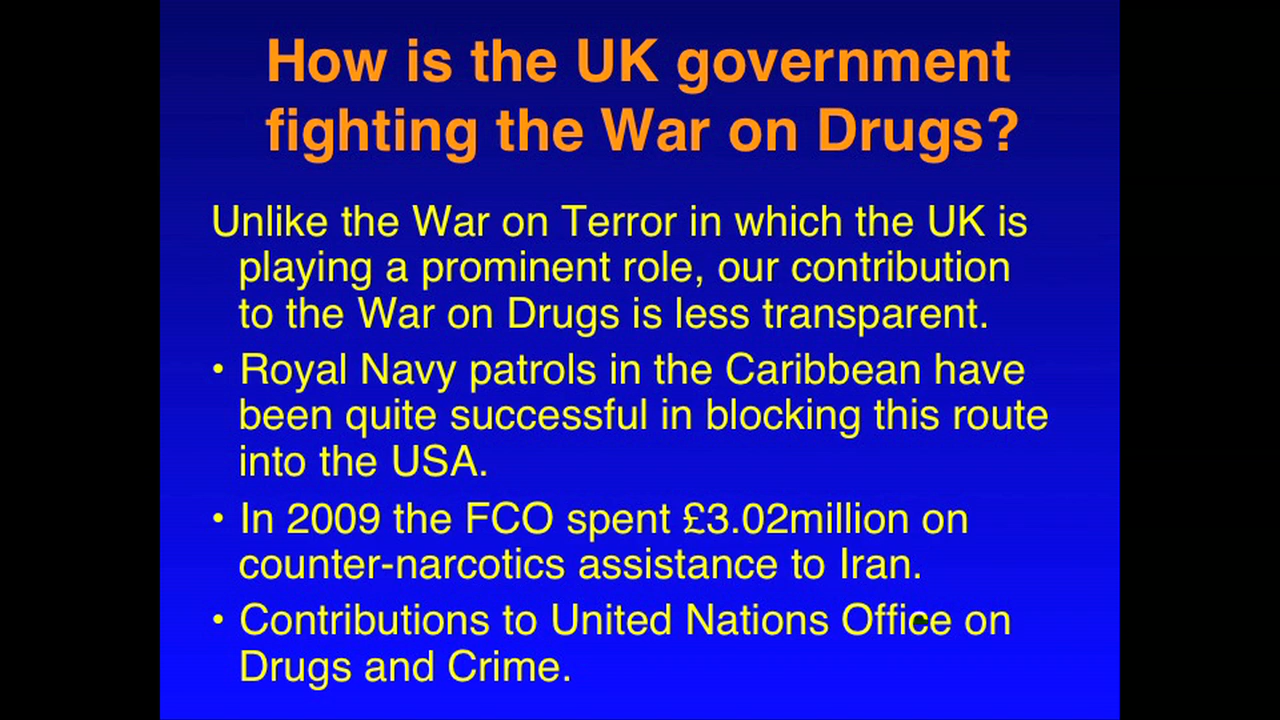 How is the UK government
fighting the War on Drugs?
Unlike the War on Terror in which the UK is
playing a prominent role, our contribution
to the War on Drugs is less transparent.
• Royal Navy patrols in the Caribbean have
been quite successful in blocking this route
into the USA.
• In 2009 the FCO spent £3.02million on
counter-narcotics assistance to Iran.
• Contributions to United Nations Office on
Drugs and Crime.